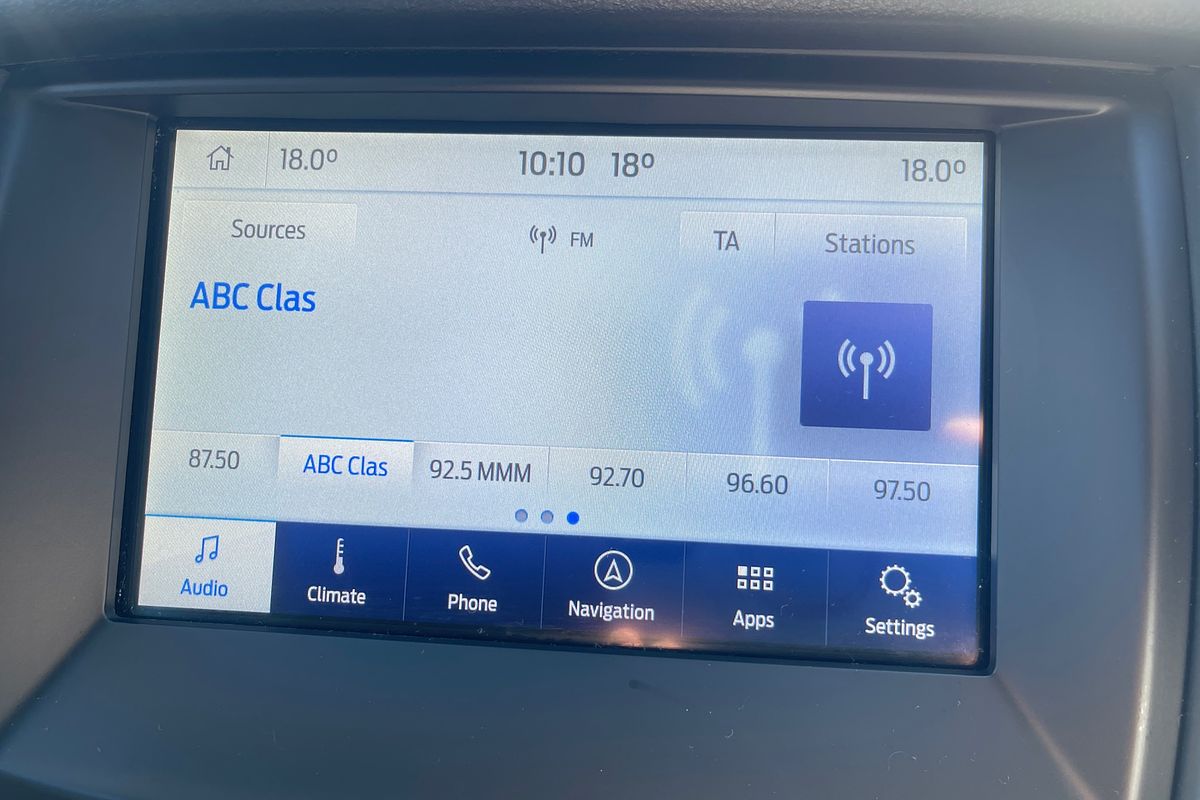 18.0° 10:10 18° 18.0°
Sources FM TA Stations
ABC Clas
87.50 ABC Clas 92.5 MMM 92.70 96.60 97.50
Audio Climate Phone Navigation Apps Settings